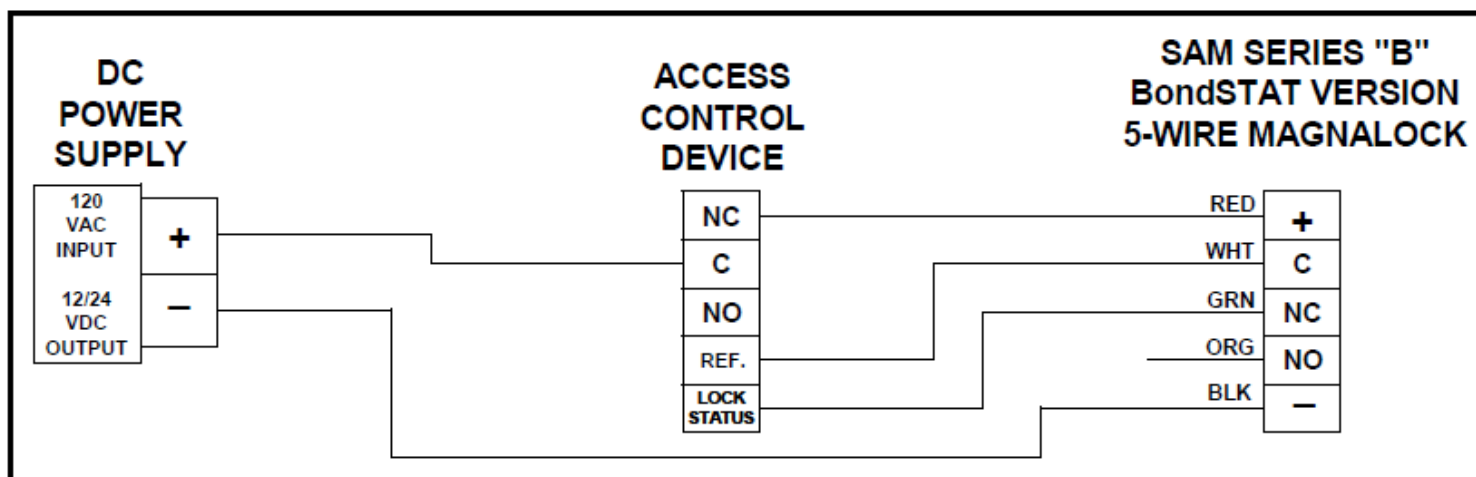 DC
POWER
SUPPLY
120
VAC
INPUT
12/24
VDC
OUTPUT
+
−
ACCESS
CONTROL
DEVICE
NC
C
NO
REF.
LOCK
STATUS
SAM SERIES "B"
BondSTAT VERSION
5-WIRE MAGNALOCK
RED +
WHT C
GRN NC
ORG NO
BLK −